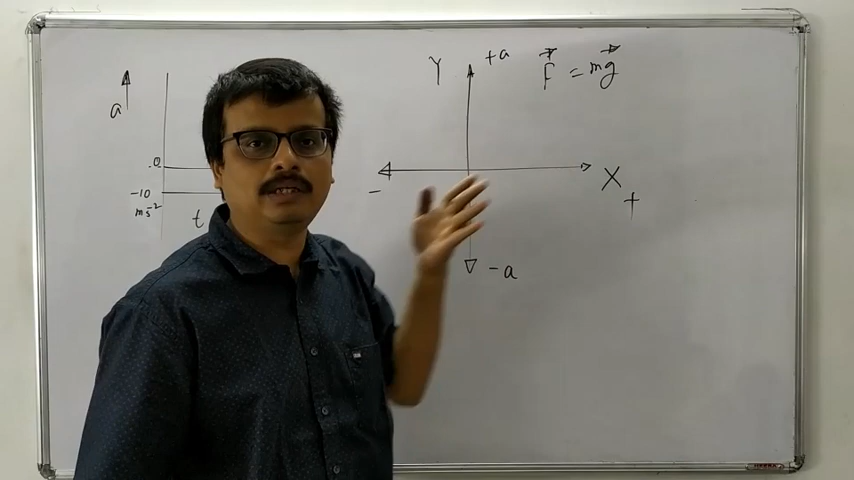 a
0
-10
ms⁻²
t
Y
+a
X
+
-
-a
F⃗ = mg⃗